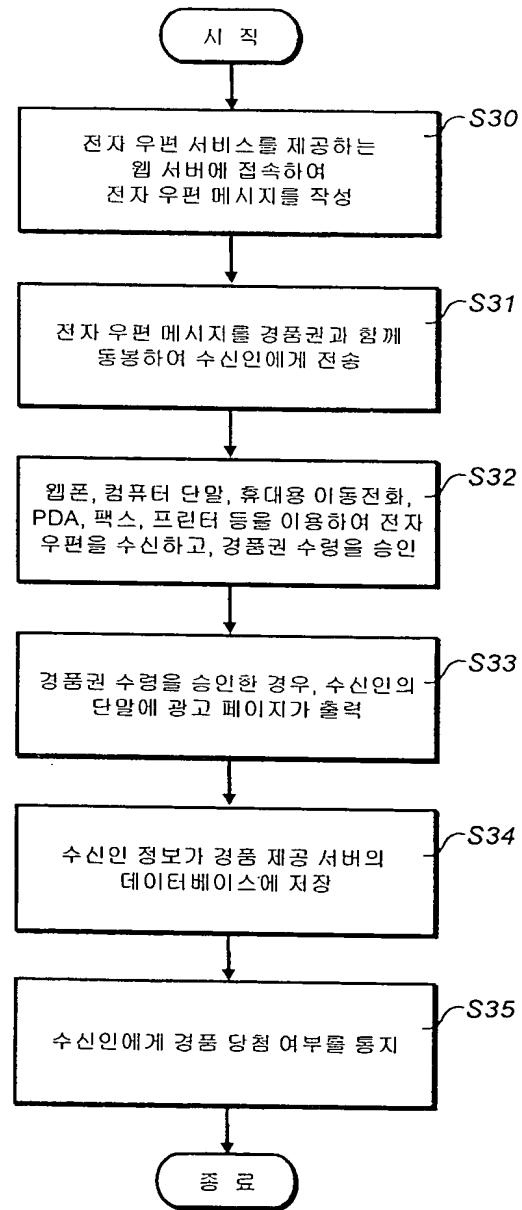 시 작
S30
전자 우편 서비스를 제공하는
웹 서버에 접속하여
전자 우편 메시지를 작성
S31
전자 우편 메시지를 경품권과 함께
동봉하여 수신인에게 전송
S32
웹폰, 컴퓨터 단말, 휴대용 이동전화,
PDA, 팩스, 프린터 등을 이용하여 전자
우편을 수신하고, 경품권 수령을 승인
S33
경품권 수령을 승인한 경우, 수신인의
단말에 광고 페이지가 출력
S34
수신인 정보가 경품 제공 서버의
데이터베이스에 저장
S35
수신인에게 경품 당첨 여부를 통지
종 료